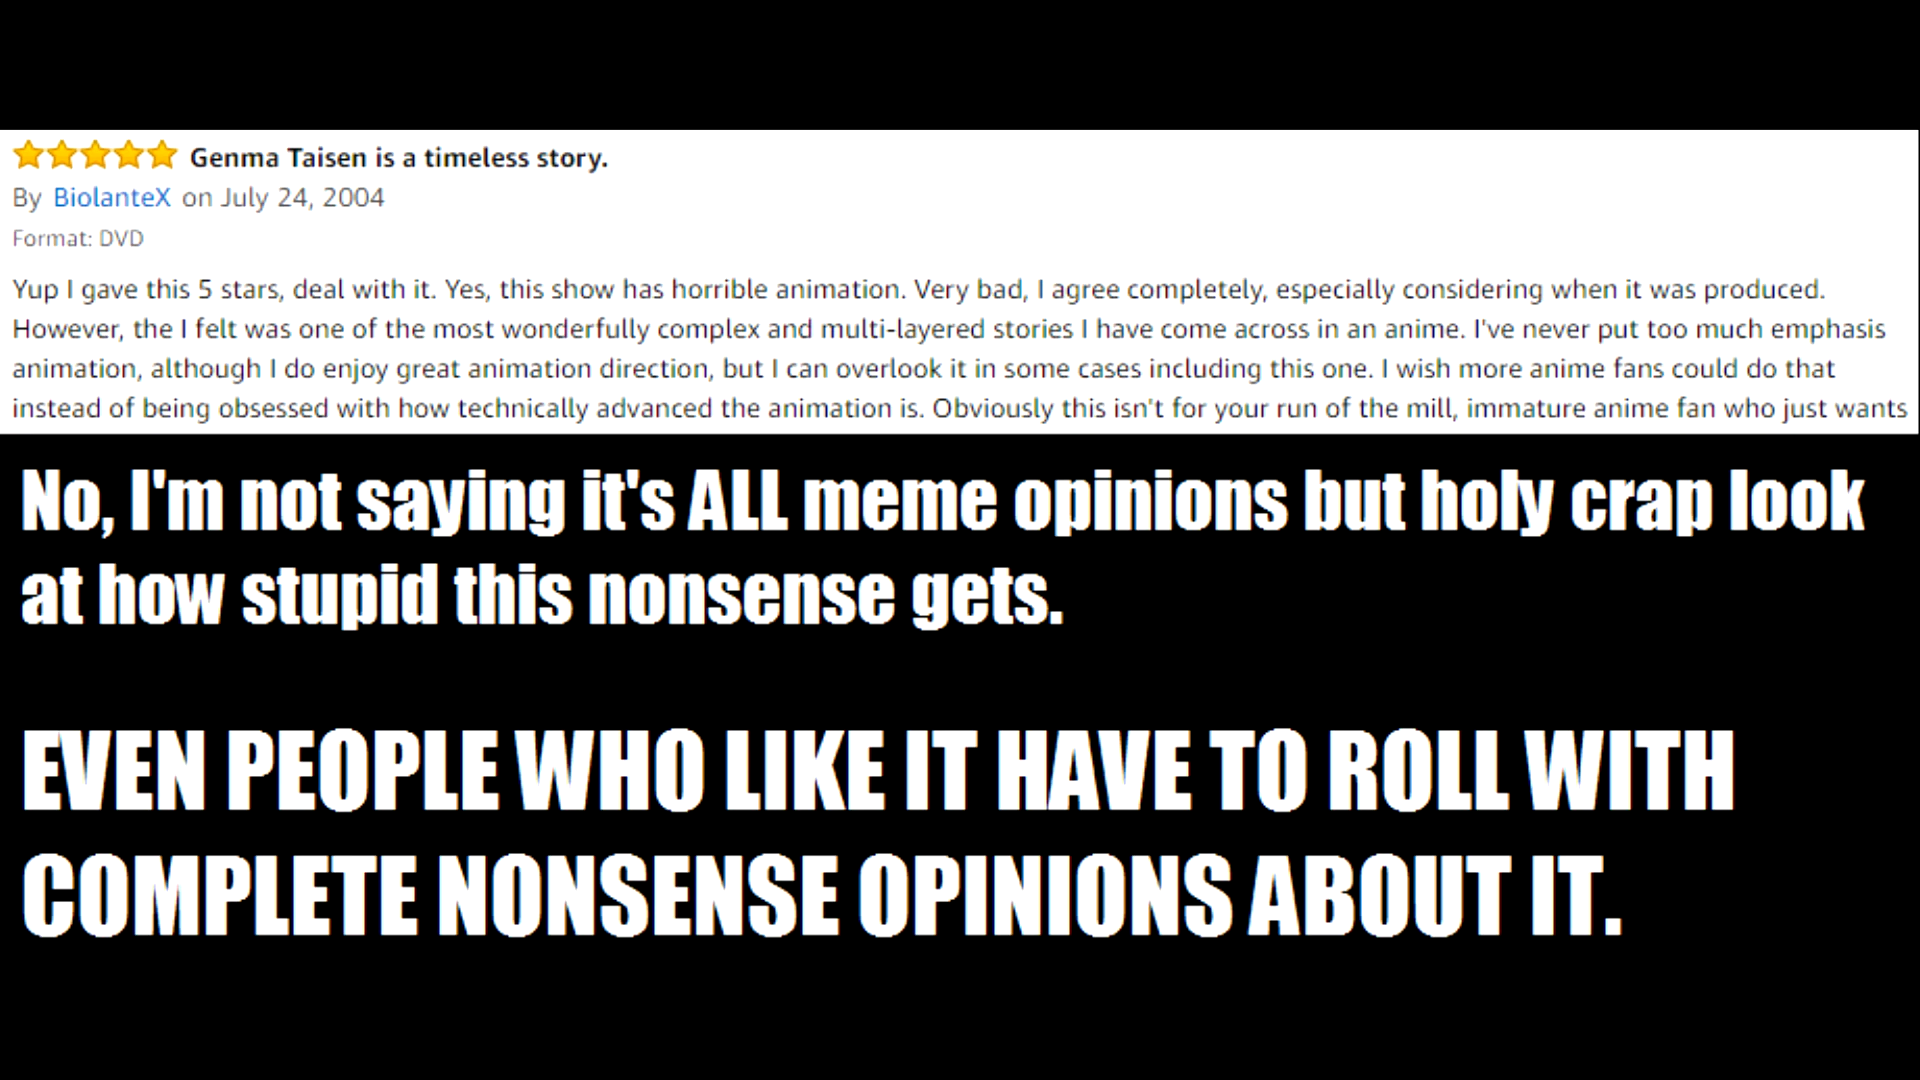 Genma Taisen is a timeless story.
By BiolanteX on July 24, 2004
Format: DVD
Yup I gave this 5 stars, deal with it. Yes, this show has horrible animation. Very bad, I agree completely, especially considering when it was produced.
However, the I felt was one of the most wonderfully complex and multi-layered stories I have come across in an anime. I've never put too much emphasis
animation, although I do enjoy great animation direction, but I can overlook it in some cases including this one. I wish more anime fans could do that
instead of being obsessed with how technically advanced the animation is. Obviously this isn't for your run of the mill, immature anime fan who just wants
No, I'm not saying it's ALL meme opinions but holy crap look
at how stupid this nonsense gets.
EVEN PEOPLE WHO LIKE IT HAVE TO ROLL WITH
COMPLETE NONSENSE OPINIONS ABOUT IT.